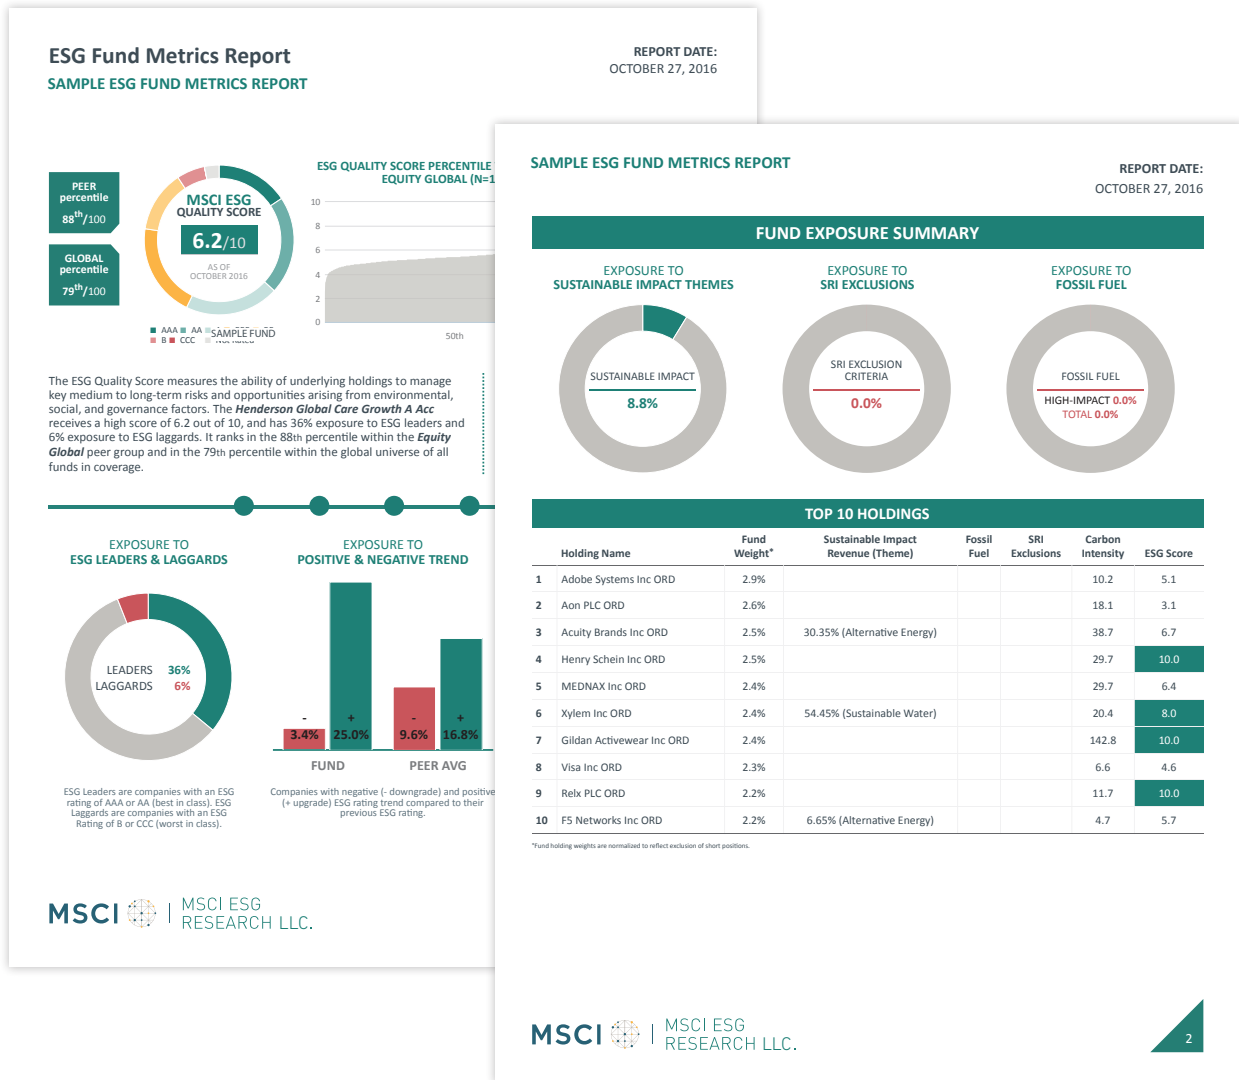 ESG Fund Metrics Report
SAMPLE ESG FUND METRICS REPORT
REPORT DATE:
OCTOBER 27, 2016
PEER
percentile
88th/100
GLOBAL
percentile
79th/100
MSCI ESG
QUALITY SCORE
6.2/10
AS OF
OCTOBER 2016
AAA AA
SAMPLE FUND
B CCC
ESG QUALITY SCORE PERCENTILE
EQUITY GLOBAL (N=1
10
8
6
4
2
0
50th
The ESG Quality Score measures the ability of underlying holdings to manage
key medium to long-term risks and opportunities arising from environmental,
social, and governance factors. The Henderson Global Care Growth A Acc
receives a high score of 6.2 out of 10, and has 36% exposure to ESG leaders and
6% exposure to ESG laggards. It ranks in the 88th percentile within the Equity
Global peer group and in the 79th percentile within the global universe of all
funds in coverage.
EXPOSURE TO
ESG LEADERS & LAGGARDS
LEADERS 36%
LAGGARDS 6%
ESG Leaders are companies with an ESG
rating of AAA or AA (best in class). ESG
Laggards are companies with an ESG
Rating of B or CCC (worst in class).
EXPOSURE TO
POSITIVE & NEGATIVE TREND
- + - +
3.4% 25.0% 9.6% 16.8%
FUND PEER AVG
Companies with negative (- downgrade) and positive
(+ upgrade) ESG rating trend compared to their
previous ESG rating.
MSCI | MSCI ESG
RESEARCH LLC.
SAMPLE ESG FUND METRICS REPORT
REPORT DATE:
OCTOBER 27, 2016
FUND EXPOSURE SUMMARY
EXPOSURE TO
SUSTAINABLE IMPACT THEMES
SUSTAINABLE IMPACT
8.8%
EXPOSURE TO
SRI EXCLUSIONS
SRI EXCLUSION
CRITERIA
0.0%
EXPOSURE TO
FOSSIL FUEL
FOSSIL FUEL
HIGH-IMPACT 0.0%
TOTAL 0.0%
TOP 10 HOLDINGS
Holding Name Fund Weight* Sustainable Impact Revenue (Theme) Fossil Fuel SRI Exclusions Carbon Intensity ESG Score
1 Adobe Systems Inc ORD 2.9% 10.2 5.1
2 Aon PLC ORD 2.6% 18.1 3.1
3 Acuity Brands Inc ORD 2.5% 30.35% (Alternative Energy) 38.7 6.7
4 Henry Schein Inc ORD 2.5% 29.7 10.0
5 MEDNAX Inc ORD 2.4% 29.7 6.4
6 Xylem Inc ORD 2.4% 54.45% (Sustainable Water) 20.4 8.0
7 Gildan Activewear Inc ORD 2.4% 142.8 10.0
8 Visa Inc ORD 2.3% 6.6 4.6
9 Relx PLC ORD 2.2% 11.7 10.0
10 F5 Networks Inc ORD 2.2% 6.65% (Alternative Energy) 4.7 5.7
*Fund holding weights are normalized to reflect exclusion of short positions.
MSCI | MSCI ESG
RESEARCH LLC.
2